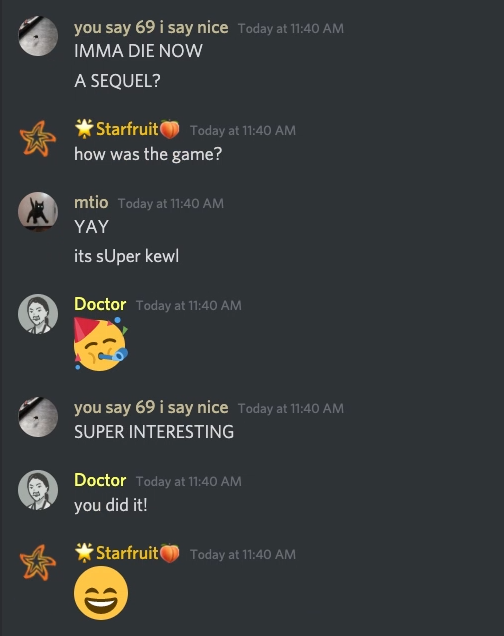 you say 69 i say nice Today at 11:40 AM
IMMA DIE NOW
A SEQUEL?
🌟Starfruit🍑 Today at 11:40 AM
how was the game?
mtio Today at 11:40 AM
YAY
its sUper kewl
Doctor Today at 11:40 AM
🥳
you say 69 i say nice Today at 11:40 AM
SUPER INTERESTING
Doctor Today at 11:40 AM
you did it!
🌟Starfruit🍑 Today at 11:40 AM
😄